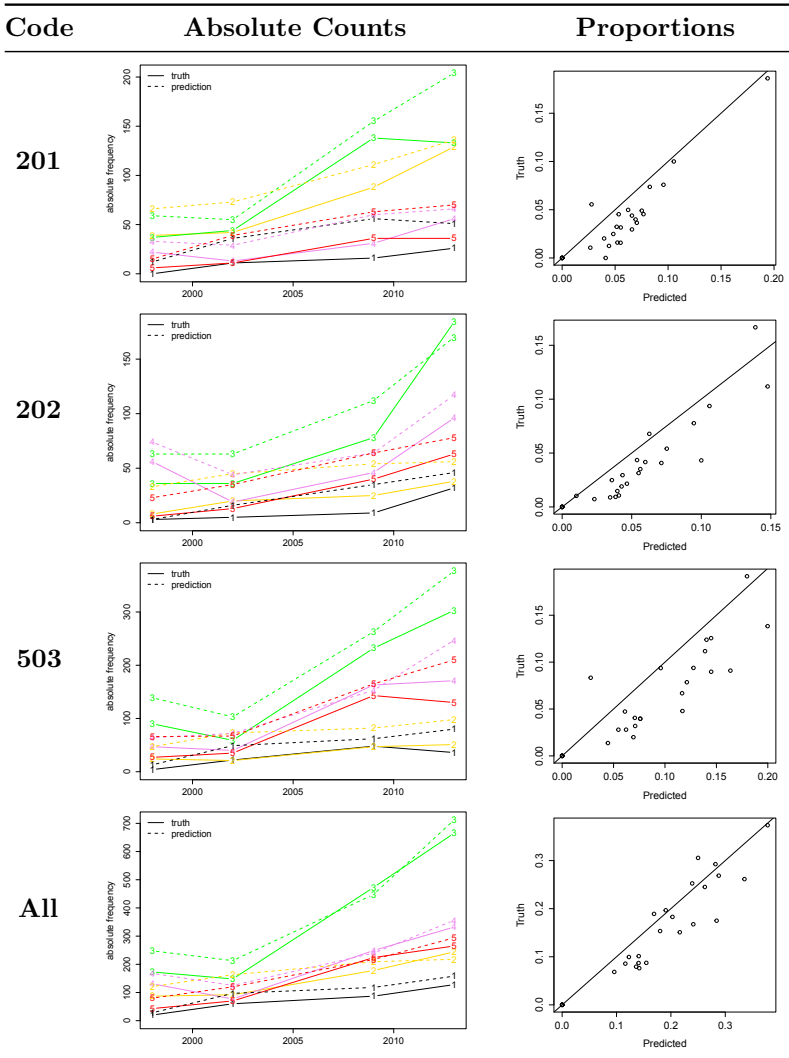 Code Absolute Counts Proportions
201
truth
prediction
absolute frequency
0 50 100 150 200
2000 2005 2010
Truth
0.00 0.05 0.10 0.15
0.00 0.05 0.10 0.15 0.20
Predicted
202
truth
prediction
absolute frequency
0 50 100 150
2000 2005 2010
Truth
0.00 0.05 0.10 0.15
0.00 0.05 0.10 0.15
Predicted
503
truth
prediction
absolute frequency
0 100 200 300
2000 2005 2010
Truth
0.00 0.05 0.10 0.15
0.00 0.05 0.10 0.15 0.20
Predicted
All
truth
prediction
absolute frequency
0 100 200 300 400 500 600 700
2000 2005 2010
Truth
0.0 0.1 0.2 0.3
0.0 0.1 0.2 0.3
Predicted